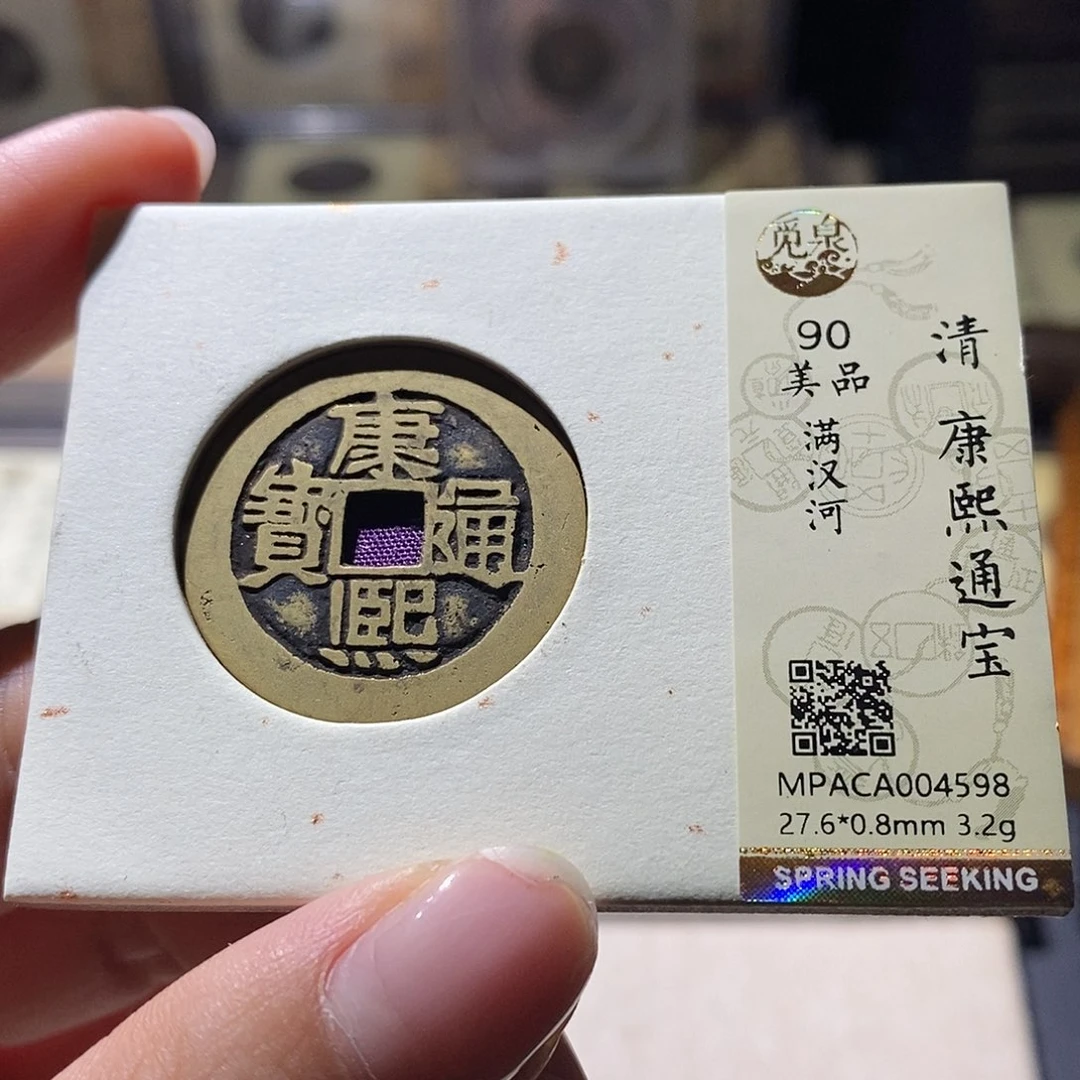 康熙通寶
觅泉
90
美品
满汉河
清 康熙通宝
MPACA004598
27.6*0.8mm 3.2g
SPRING SEEKING